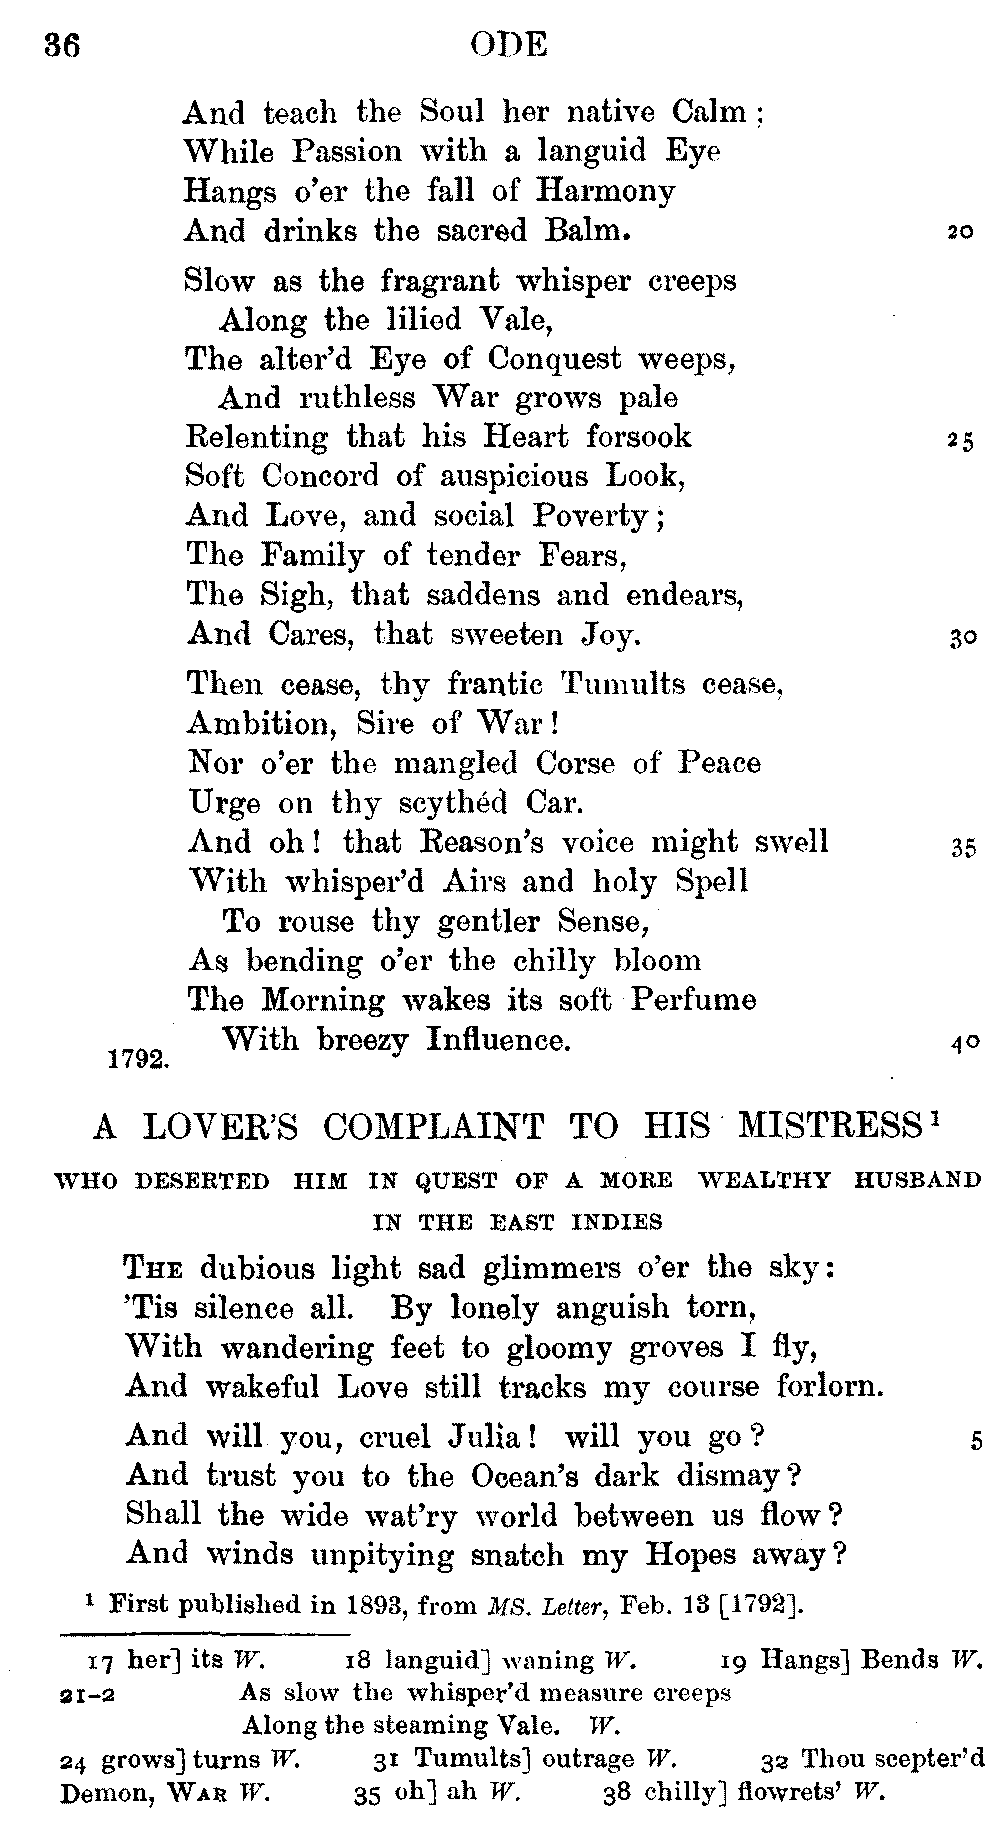 36 ODE
And teach the Soul her native Calm;
While Passion with a languid Eye
Hangs o'er the fall of Harmony
And drinks the sacred Balm. 20
Slow as the fragrant whisper creeps
Along the lilied Vale,
The alter'd Eye of Conquest weeps,
And ruthless War grows pale
Relenting that his Heart forsook 25
Soft Concord of auspicious Look,
And Love, and social Poverty;
The Family of tender Fears,
The Sigh, that saddens and endears,
And Cares, that sweeten Joy. 30
Then cease, thy frantic Tumults cease,
Ambition, Sire of War!
Nor o'er the mangled Corse of Peace
Urge on thy scythéd Car.
And oh! that Reason's voice might swell 35
With whisper'd Airs and holy Spell
To rouse thy gentler Sense,
As bending o'er the chilly bloom
The Morning wakes its soft Perfume
With breezy Influence. 40
1792.
A LOVER'S COMPLAINT TO HIS MISTRESS¹
WHO DESERTED HIM IN QUEST OF A MORE WEALTHY HUSBAND
IN THE EAST INDIES
THE dubious light sad glimmers o'er the sky:
'Tis silence all. By lonely anguish torn,
With wandering feet to gloomy groves I fly,
And wakeful Love still tracks my course forlorn.
And will you, cruel Julia! will you go? 5
And trust you to the Ocean's dark dismay?
Shall the wide wat'ry world between us flow?
And winds unpitying snatch my Hopes away?
¹ First published in 1893, from MS. Letter, Feb. 13 [1792].
17 her] its W. 18 languid] waning W. 19 Hangs] Bends W.
21-2 As slow the whisper'd measure creeps
Along the steaming Vale. W.
24 grows] turns W. 31 Tumults] outrage W. 32 Thou scepter'd
Demon, WAR W. 35 oh] ah W. 38 chilly] flowrets' W.